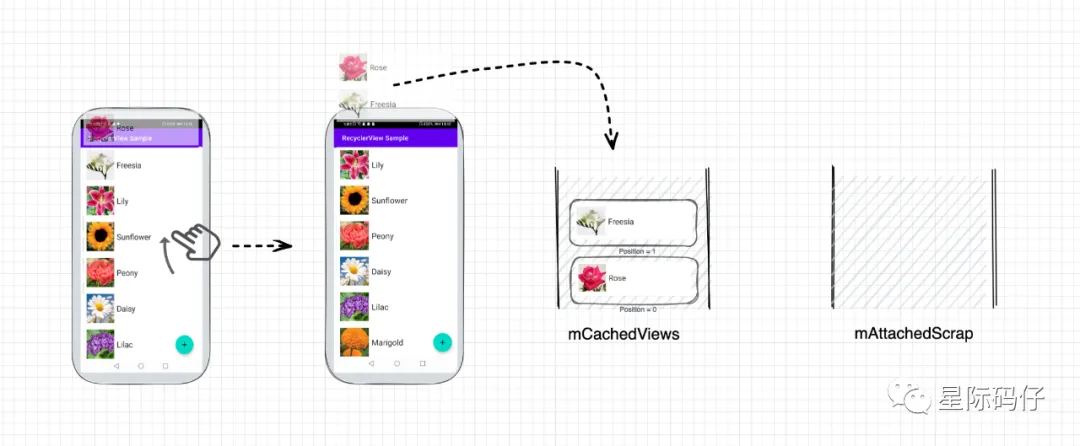 Rose
RecyclerView Sample
Freesia
Lily
Sunflower
Peony
Daisy
Lilac
+
Rose
Freesia
RecyclerView Sample
Lily
Sunflower
Peony
Daisy
Lilac
Marigold
+
Freesia
Position = 1
Rose
Position = 0
mCachedViews
mAttachedScrap
星际码仔